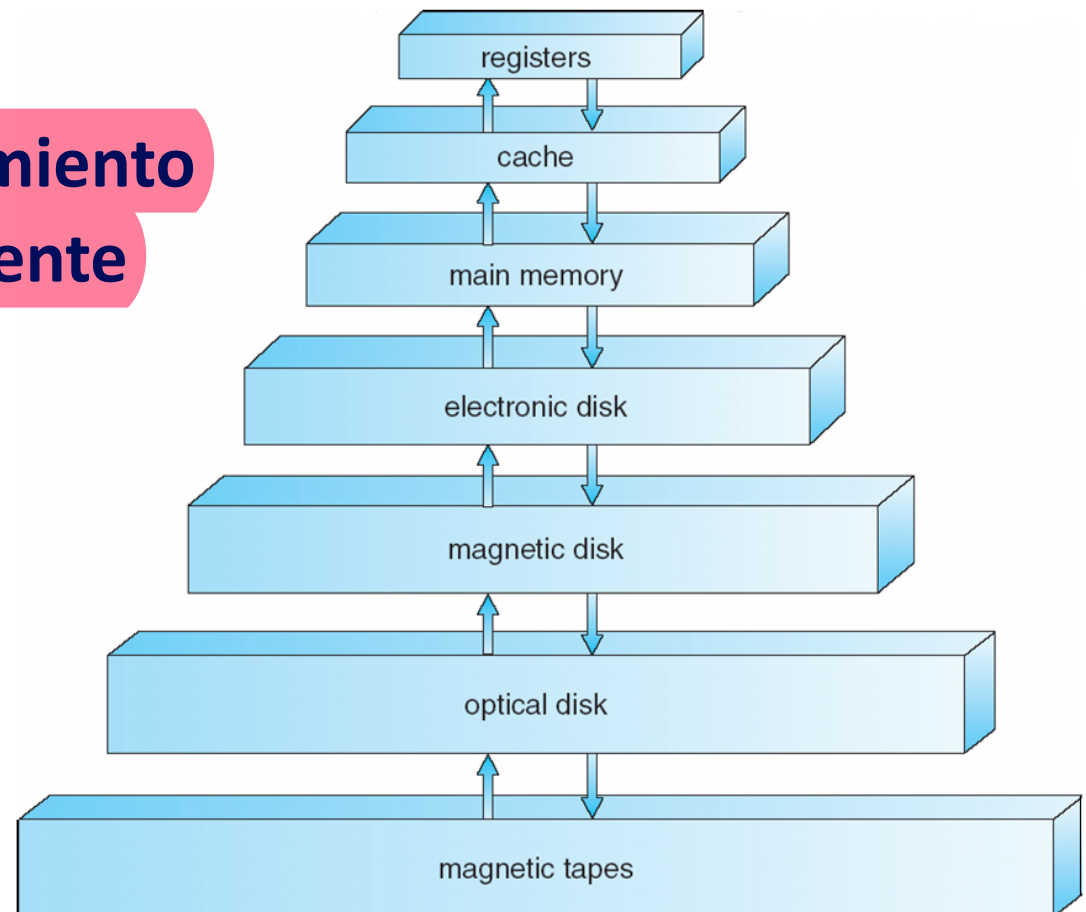 registers
miento
cache
ente
main memory
electronic disk
magnetic disk
optical disk
magnetic tapes